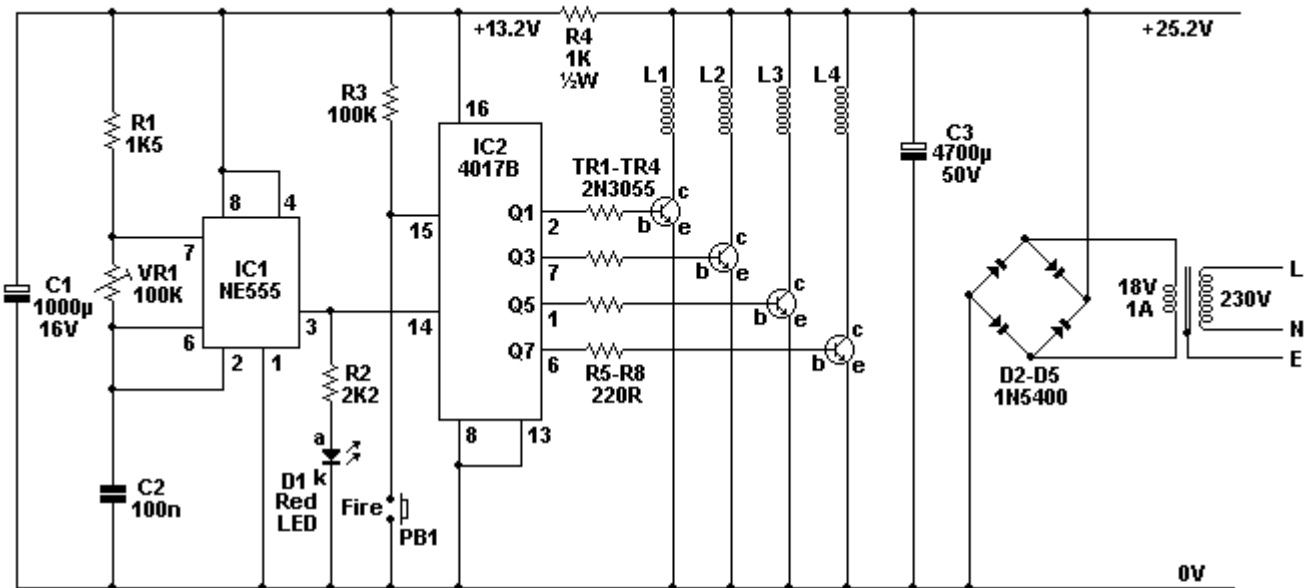 +13.2V
R4
1K
½W
+25.2V
R1
1K5
R3
100K
16
IC2
4017B
L1
L2
L3
L4
C3
4700µ
50V
TR1-TR4
2N3055
8
4
7
IC1
NE555
VR1
100K
C1
1000µ
16V
6
2
1
3
15
14
Q1
2
Q3
7
Q5
1
Q7
6
b
c
e
b
c
e
b
c
e
b
c
e
R5-R8
220R
8
13
R2
2K2
a
k
D1
Red
LED
Fire
PB1
C2
100n
18V
1A
230V
L
N
E
D2-D5
1N5400
0V